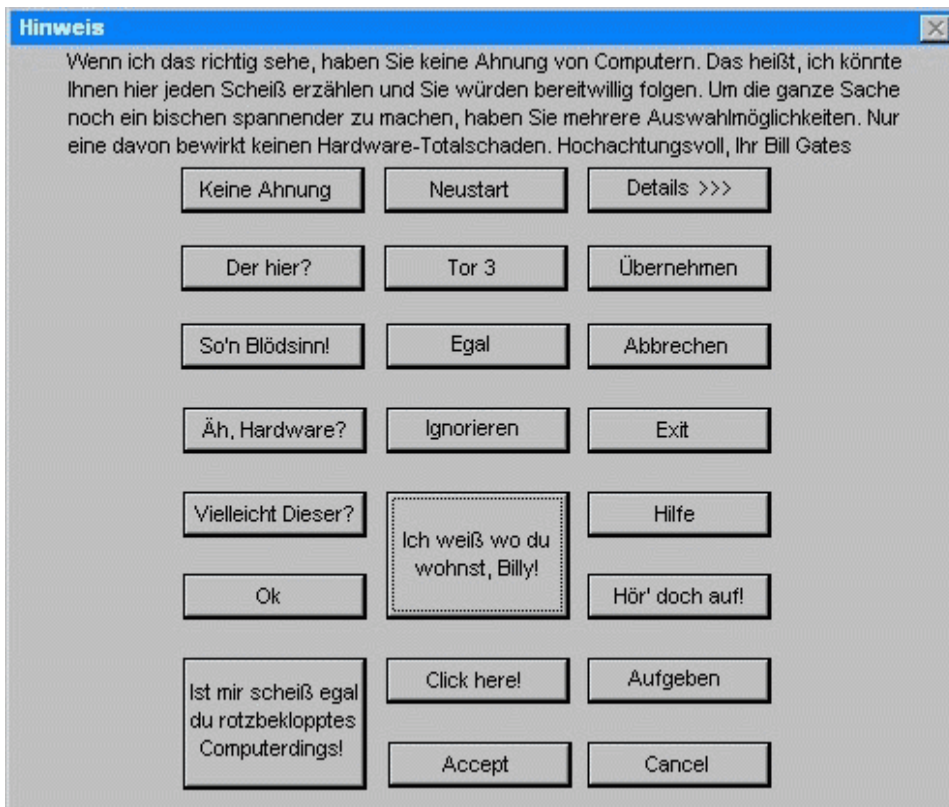 Hinweis
Wenn ich das richtig sehe, haben Sie keine Ahnung von Computern. Das heißt, ich könnte
Ihnen hier jeden Scheiß erzählen und Sie würden bereitwillig folgen. Um die ganze Sache
noch ein bischen spannender zu machen, haben Sie mehrere Auswahlmöglichkeiten. Nur
eine davon bewirkt keinen Hardware-Totalschaden. Hochachtungsvoll, Ihr Bill Gates
Keine Ahnung
Neustart
Details >>>
Der hier?
Tor 3
Übernehmen
So'n Blödsinn!
Egal
Abbrechen
Äh, Hardware?
Ignorieren
Exit
Vielleicht Dieser?
Ich weiß wo du
wohnst, Billy!
Hilfe
Ok
Hör' doch auf!
Ist mir scheiß egal
du rotzbeklopptes
Computerdings!
Click here!
Aufgeben
Accept
Cancel